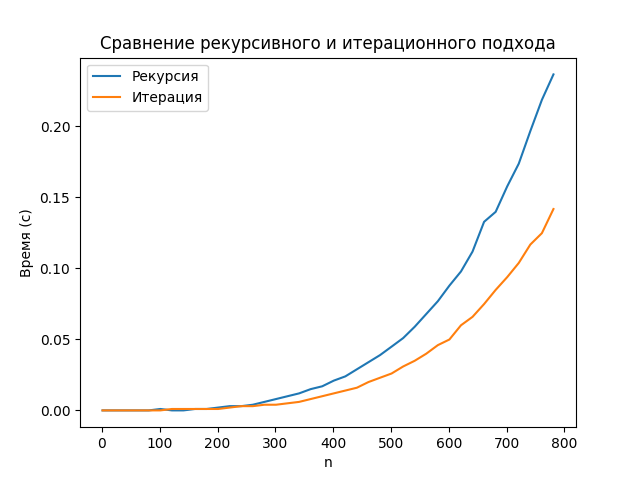 Сравнение рекурсивного и итерационного подхода
Рекурсия
Итерация
Время (с)
0.20
0.15
0.10
0.05
0.00
0 100 200 300 400 500 600 700 800
n